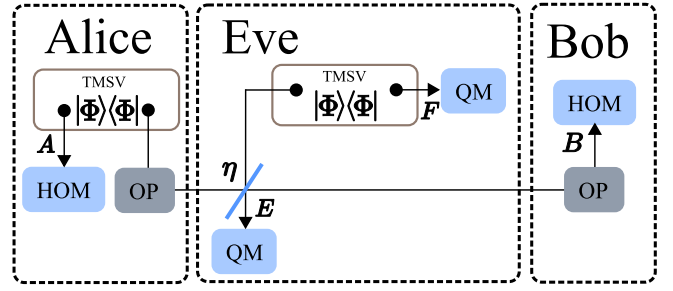 Alice
TMSV
|Φ⟩⟨Φ|
A
HOM
OP
Eve
TMSV
|Φ⟩⟨Φ|
F
QM
η
E
QM
Bob
HOM
B
OP